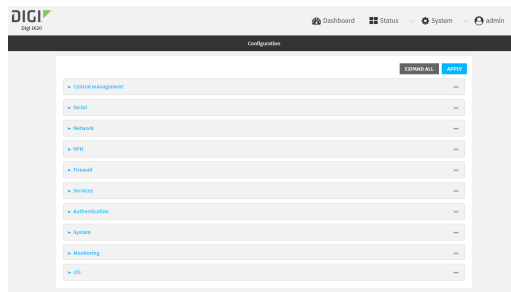 DIGI
Digi IX10
Dashboard
Status
System
admin
Configuration
EXPAND ALL
APPLY
Central management
Serial
Network
VPN
Firewall
Services
Authentication
System
Monitoring
I/O